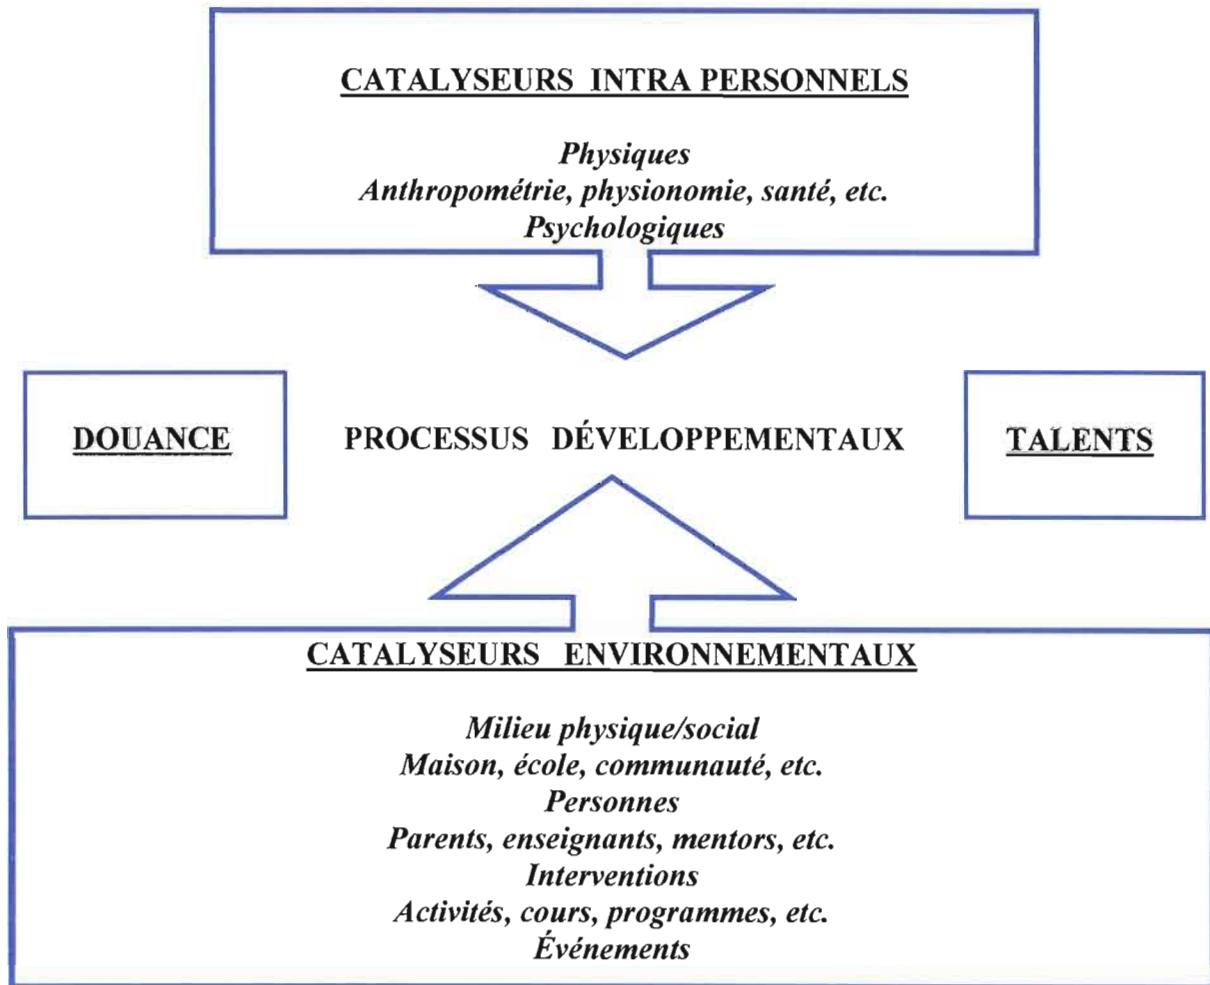 CATALYSEURS INTRA PERSONNELS
Physiques
Anthropométrie, physionomie, santé, etc.
Psychologiques
DOUANCE PROCESSUS DÉVELOPPEMENTAUX TALENTS
CATALYSEURS ENVIRONNEMENTAUX
Milieu physique/social
Maison, école, communauté, etc.
Personnes
Parents, enseignants, mentors, etc.
Interventions
Activités, cours, programmes, etc.
Événements